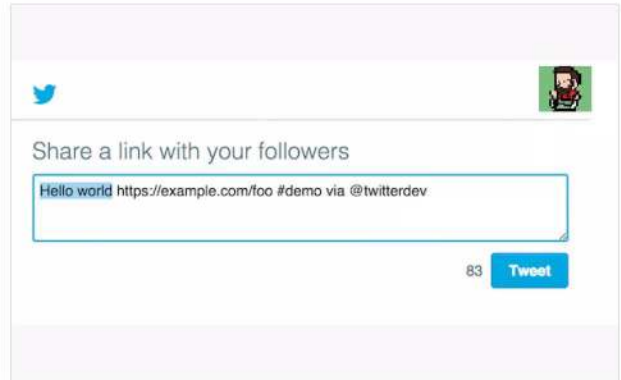 Share a link with your followers
Hello world https://example.com/foo #demo via @twitterdev
83 Tweet